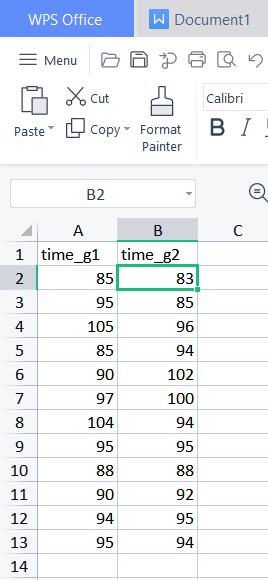 WPS Office Document1
Menu
Paste Cut Copy Format Painter Calibri
B I
B2
A B C
1 time_g1 time_g2
2 85 83
3 95 85
4 105 96
5 85 94
6 90 102
7 97 100
8 104 94
9 95 95
10 88 88
11 90 92
12 94 95
13 95 94
14